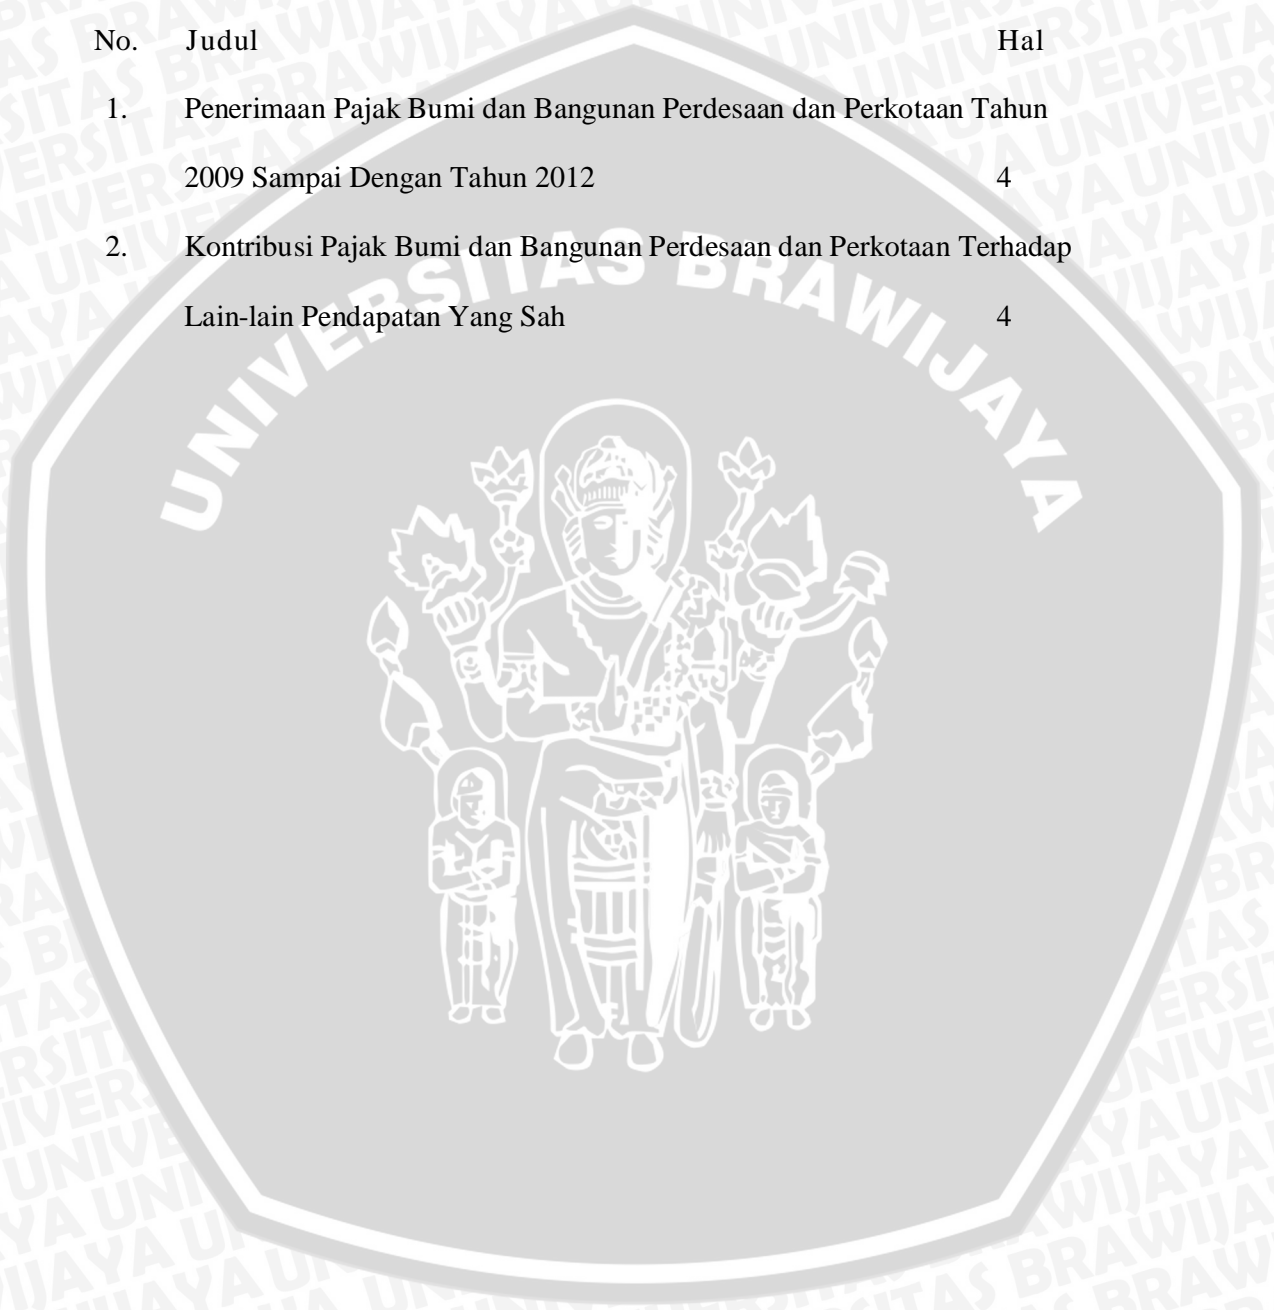 No. Judul Hal
1. Penerimaan Pajak Bumi dan Bangunan Perdesaan dan Perkotaan Tahun
2009 Sampai Dengan Tahun 2012 4
2. Kontribusi Pajak Bumi dan Bangunan Perdesaan dan Perkotaan Terhadap
Lain-lain Pendapatan Yang Sah 4
UNIVERSITAS BRAWIJAYA